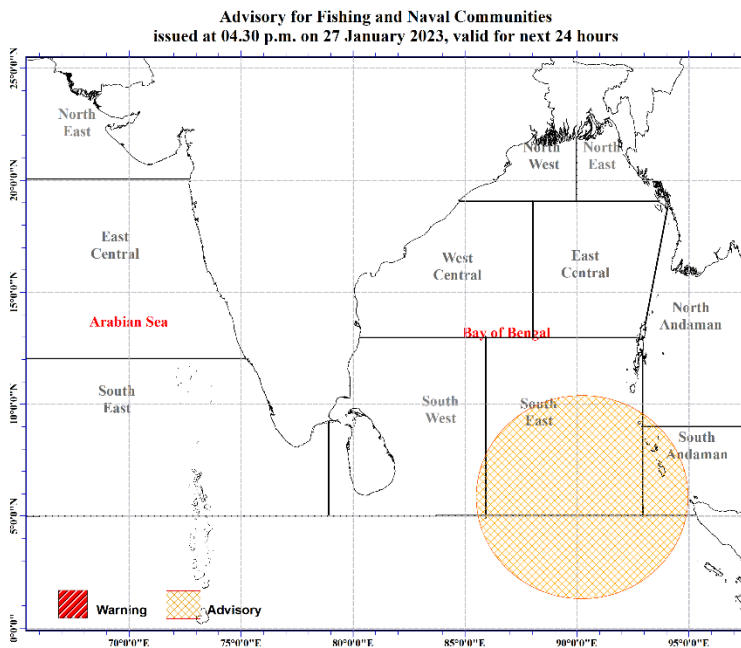 Advisory for Fishing and Naval Communities
issued at 04.30 p.m. on 27 January 2023, valid for next 24 hours
25°0'0"N
20°0'0"N
15°0'0"N
10°0'0"N
5°0'0"N
0°0'0"
North
East
North
West
North
East
East
Central
West
Central
East
Central
Arabian Sea
Bay of Bengal
North
Andaman
South
East
South
West
South
East
South
Andaman
Warning
Advisory
70°0'0"E
75°0'0"E
80°0'0"E
85°0'0"E
90°0'0"E
95°0'0"E